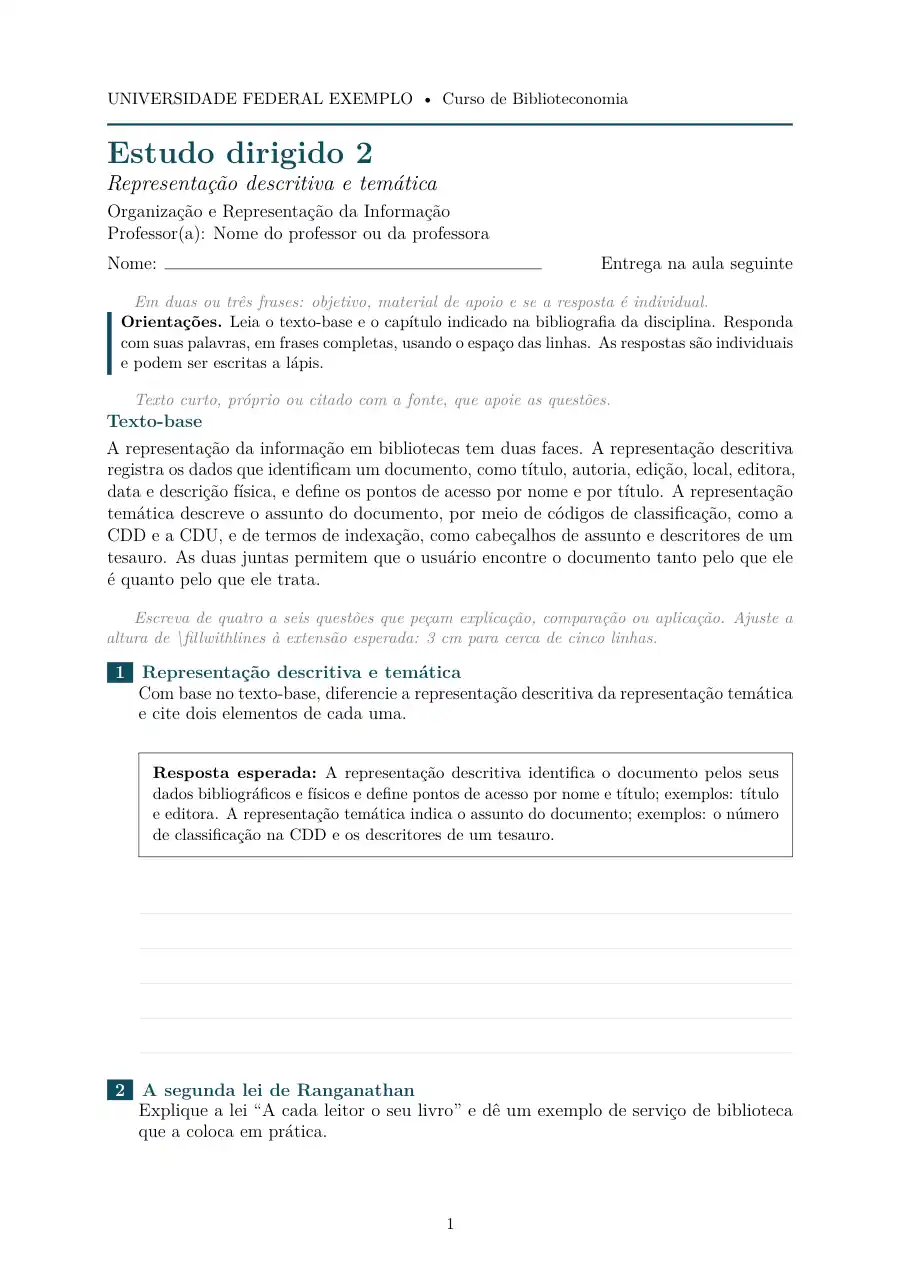 UNIVERSIDADE FEDERAL EXEMPLO • Curso de Biblioteconomia
Estudo dirigido 2
Representação descritiva e temática
Organização e Representação da Informação
Professor(a): Nome do professor ou da professora
Nome: Entrega na aula seguinte
Em duas ou três frases: objetivo, material de apoio e se a resposta é individual.
Orientações. Leia o texto-base e o capítulo indicado na bibliografia da disciplina. Responda
com suas palavras, em frases completas, usando o espaço das linhas. As respostas são individuais
e podem ser escritas a lápis.
Texto curto, próprio ou citado com a fonte, que apoie as questões.
Texto-base
A representação da informação em bibliotecas tem duas faces. A representação descritiva
registra os dados que identificam um documento, como título, autoria, edição, local, editora,
data e descrição física, e define os pontos de acesso por nome e por título. A representação
temática descreve o assunto do documento, por meio de códigos de classificação, como a
CDD e a CDU, e de termos de indexação, como cabeçalhos de assunto e descritores de um
tesauro. As duas juntas permitem que o usuário encontre o documento tanto pelo que ele
é quanto pelo que ele trata.
Escreva de quatro a seis questões que peçam explicação, comparação ou aplicação. Ajuste a
altura de \fillwithlines à extensão esperada: 3 cm para cerca de cinco linhas.
1 Representação descritiva e temática
Com base no texto-base, diferencie a representação descritiva da representação temática
e cite dois elementos de cada uma.
Resposta esperada: A representação descritiva identifica o documento pelos seus
dados bibliográficos e físicos e define pontos de acesso por nome e título; exemplos: título
e editora. A representação temática indica o assunto do documento; exemplos: o número
de classificação na CDD e os descritores de um tesauro.
2 A segunda lei de Ranganathan
Explique a lei “A cada leitor o seu livro” e dê um exemplo de serviço de biblioteca
que a coloca em prática.
1